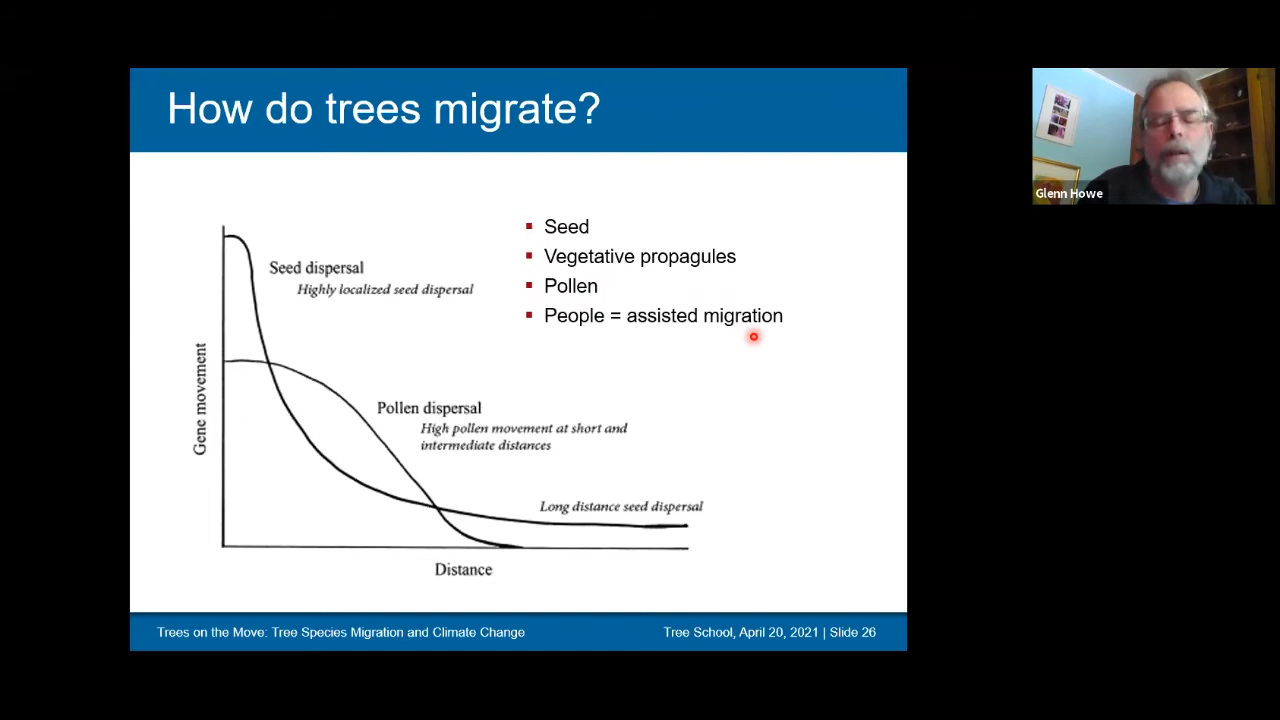 How do trees migrate?
Glenn Howe
Seed
Vegetative propagules
Pollen
People = assisted migration
Seed dispersal
Highly localized seed dispersal
Gene movement
Pollen dispersal
High pollen movement at short and
intermediate distances
Long distance seed dispersal
Distance
Trees on the Move: Tree Species Migration and Climate Change
Tree School, April 20, 2021 | Slide 26